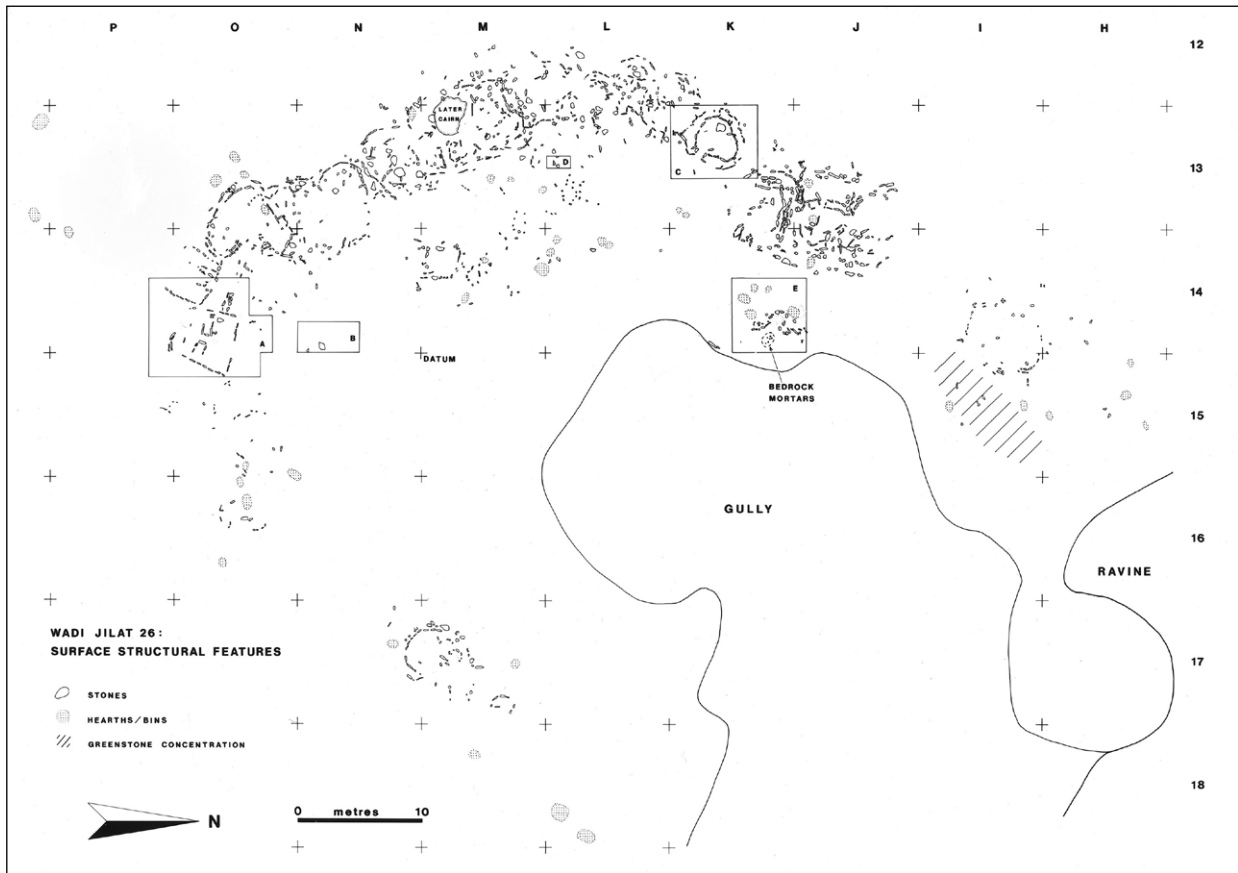 P O N M L K J I H
12
LATER
CAIRN
D
C
13
E
14
A
B
DATUM
BEDROCK
MORTARS
15
GULLY
16
RAVINE
WADI JILAT 26:
SURFACE STRUCTURAL FEATURES
17
STONES
HEARTHS/BINS
GREENSTONE CONCENTRATION
18
0 metres 10
N